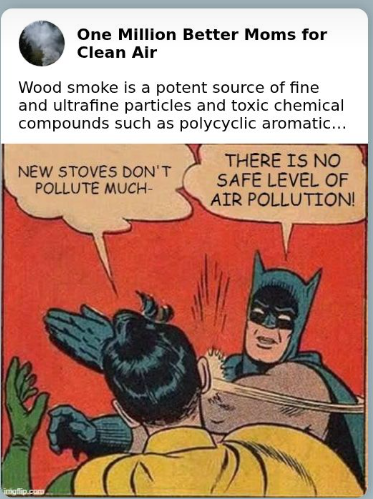 One Million Better Moms for
Clean Air
Wood smoke is a potent source of fine
and ultrafine particles and toxic chemical
compounds such as polycyclic aromatic...
NEW STOVES DON'T
POLLUTE MUCH-
THERE IS NO
SAFE LEVEL OF
AIR POLLUTION!
imgflip.com